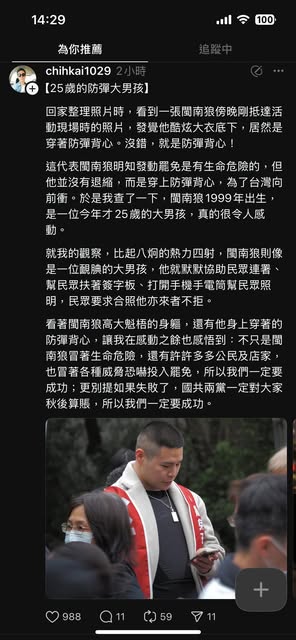 14:29
100
為你推薦
追蹤中
chihkai1029 2小時
【25歲的防彈大男孩】
回家整理照片時，看到一張閩南狼傍晚剛抵達活
動現場時的照片，發覺他酷炫大衣底下，居然是
穿著防彈背心。沒錯，就是防彈背心！
這代表閩南狼明知發動罷免是有生命危險的，但
他並沒有退縮，而是穿上防彈背心，為了台灣向
前衝。於是我查了一下，閩南狼1999年出生，
是一位今年才25歲的大男孩，真的很令人感
動。
就我的觀察，比起八炯的熱力四射，閩南狼則像
是一位靦腆的大男孩，他就默默協助民眾連署、
幫民眾扶著簽字板、打開手機手電筒幫民眾照
明，民眾要求合照他亦來者不拒。
看著閩南狼高大魁梧的身軀，還有他身上穿著的
防彈背心，讓我在感動之餘也感悟到：不只是閩
南狼冒著生命危險，還有許許多多公民及店家，
也冒著各種威脅恐嚇投入罷免，所以我們一定要
成功；更別提如果失敗了，國共兩黨一定對大家
秋後算賬，所以我們一定要成功。
988
11
59
11